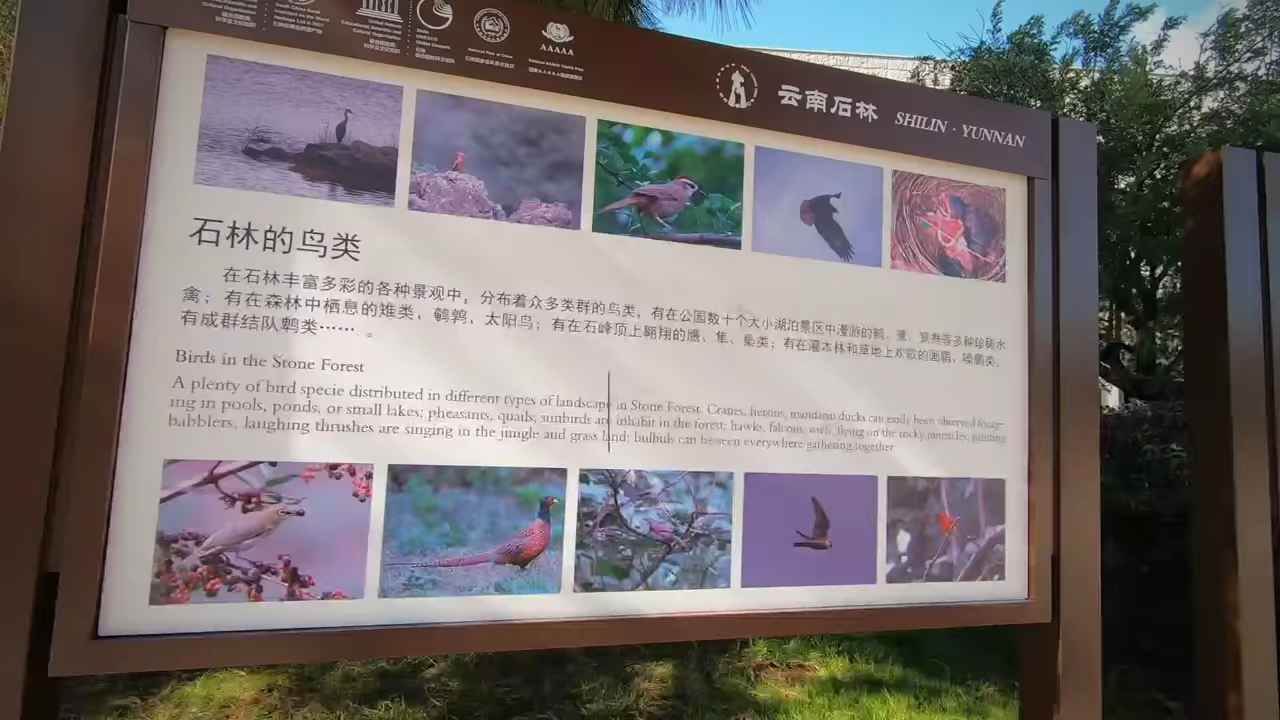 云南石林 SHILIN · YUNNAN
AAAAA
石林的鸟类
在石林丰富多彩的各种景观中，分布着众多类群的鸟类，有在公园数十个大小湖泊景区中漫游的鹤、鹭、鸳鸯等多种珍稀水
禽；有在森林中栖息的雉类、鹌鹑、太阳鸟；有在石峰顶上翱翔的鹰、隼、枭类；有在灌木林和草地上欢歌的画眉，噪鹛类，
有成群结队鹎类……。
Birds in the Stone Forest
A plenty of bird specie distributed in different types of landscape in Stone Forest. Cranes, herons, mandarin ducks can easily been observed forag-
ing in pools, ponds, or small lakes; pheasants, quails, sunbirds are inhabit in the forest; hawks, falcons, owls, flying on the rocky pinnacles; painting
babblers, laughing thrushes are singing in the jungle and grass land; bulbuls can be seen everywhere gathering together